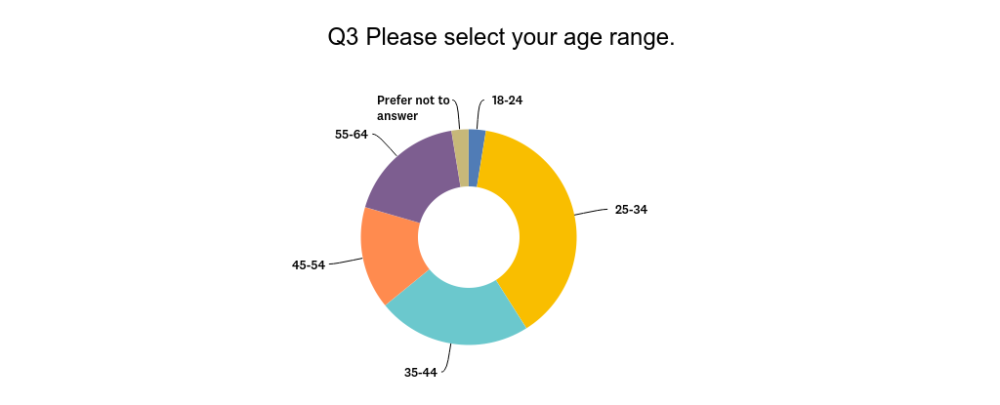 Q3 Please select your age range.
Prefer not to
answer
18-24
55-64
25-34
45-54
35-44